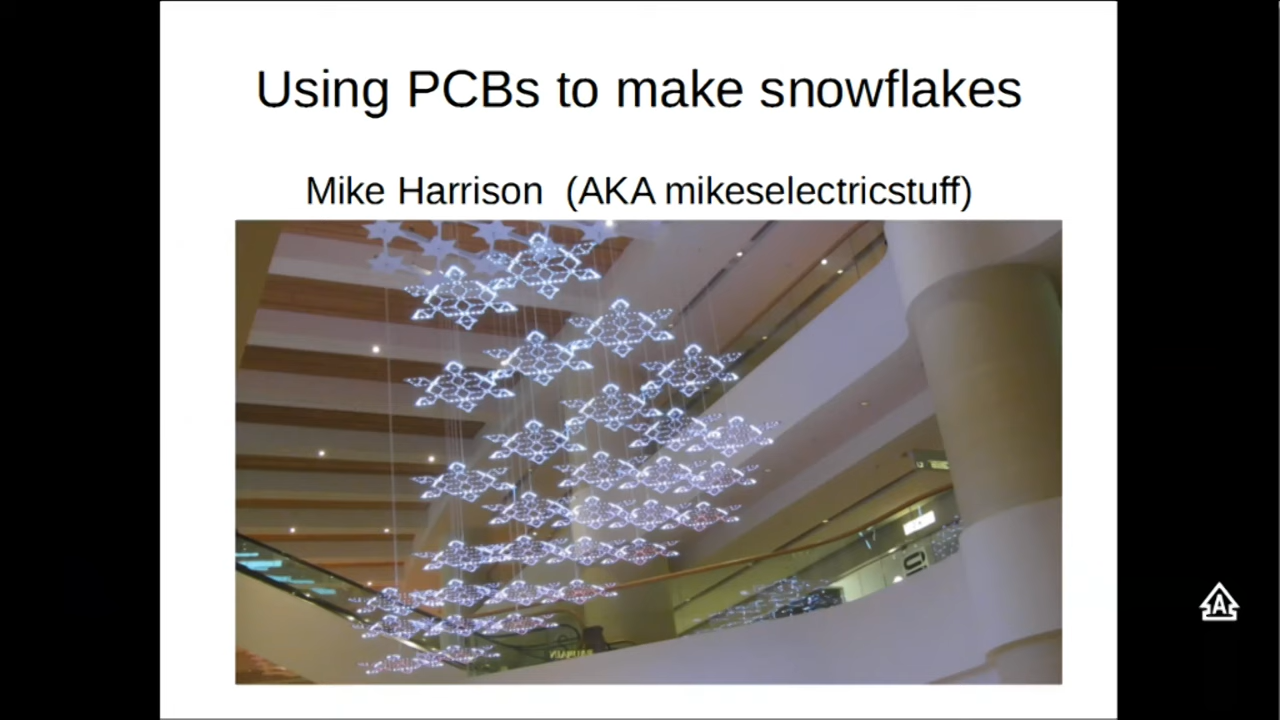 Using PCBs to make snowflakes
Mike Harrison (AKA mikeselectricstuff)
A